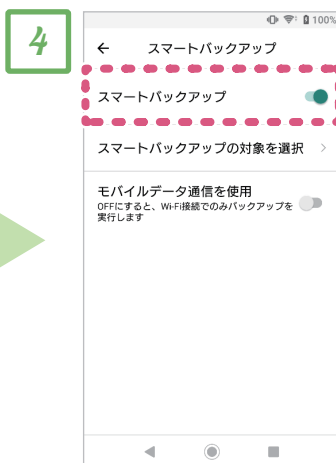 4
100%
← スマートバックアップ
スマートバックアップ
スマートバックアップの対象を選択 >
モバイルデータ通信を使用
OFFにすると、Wi-Fi接続でのみバックアップを
実行します